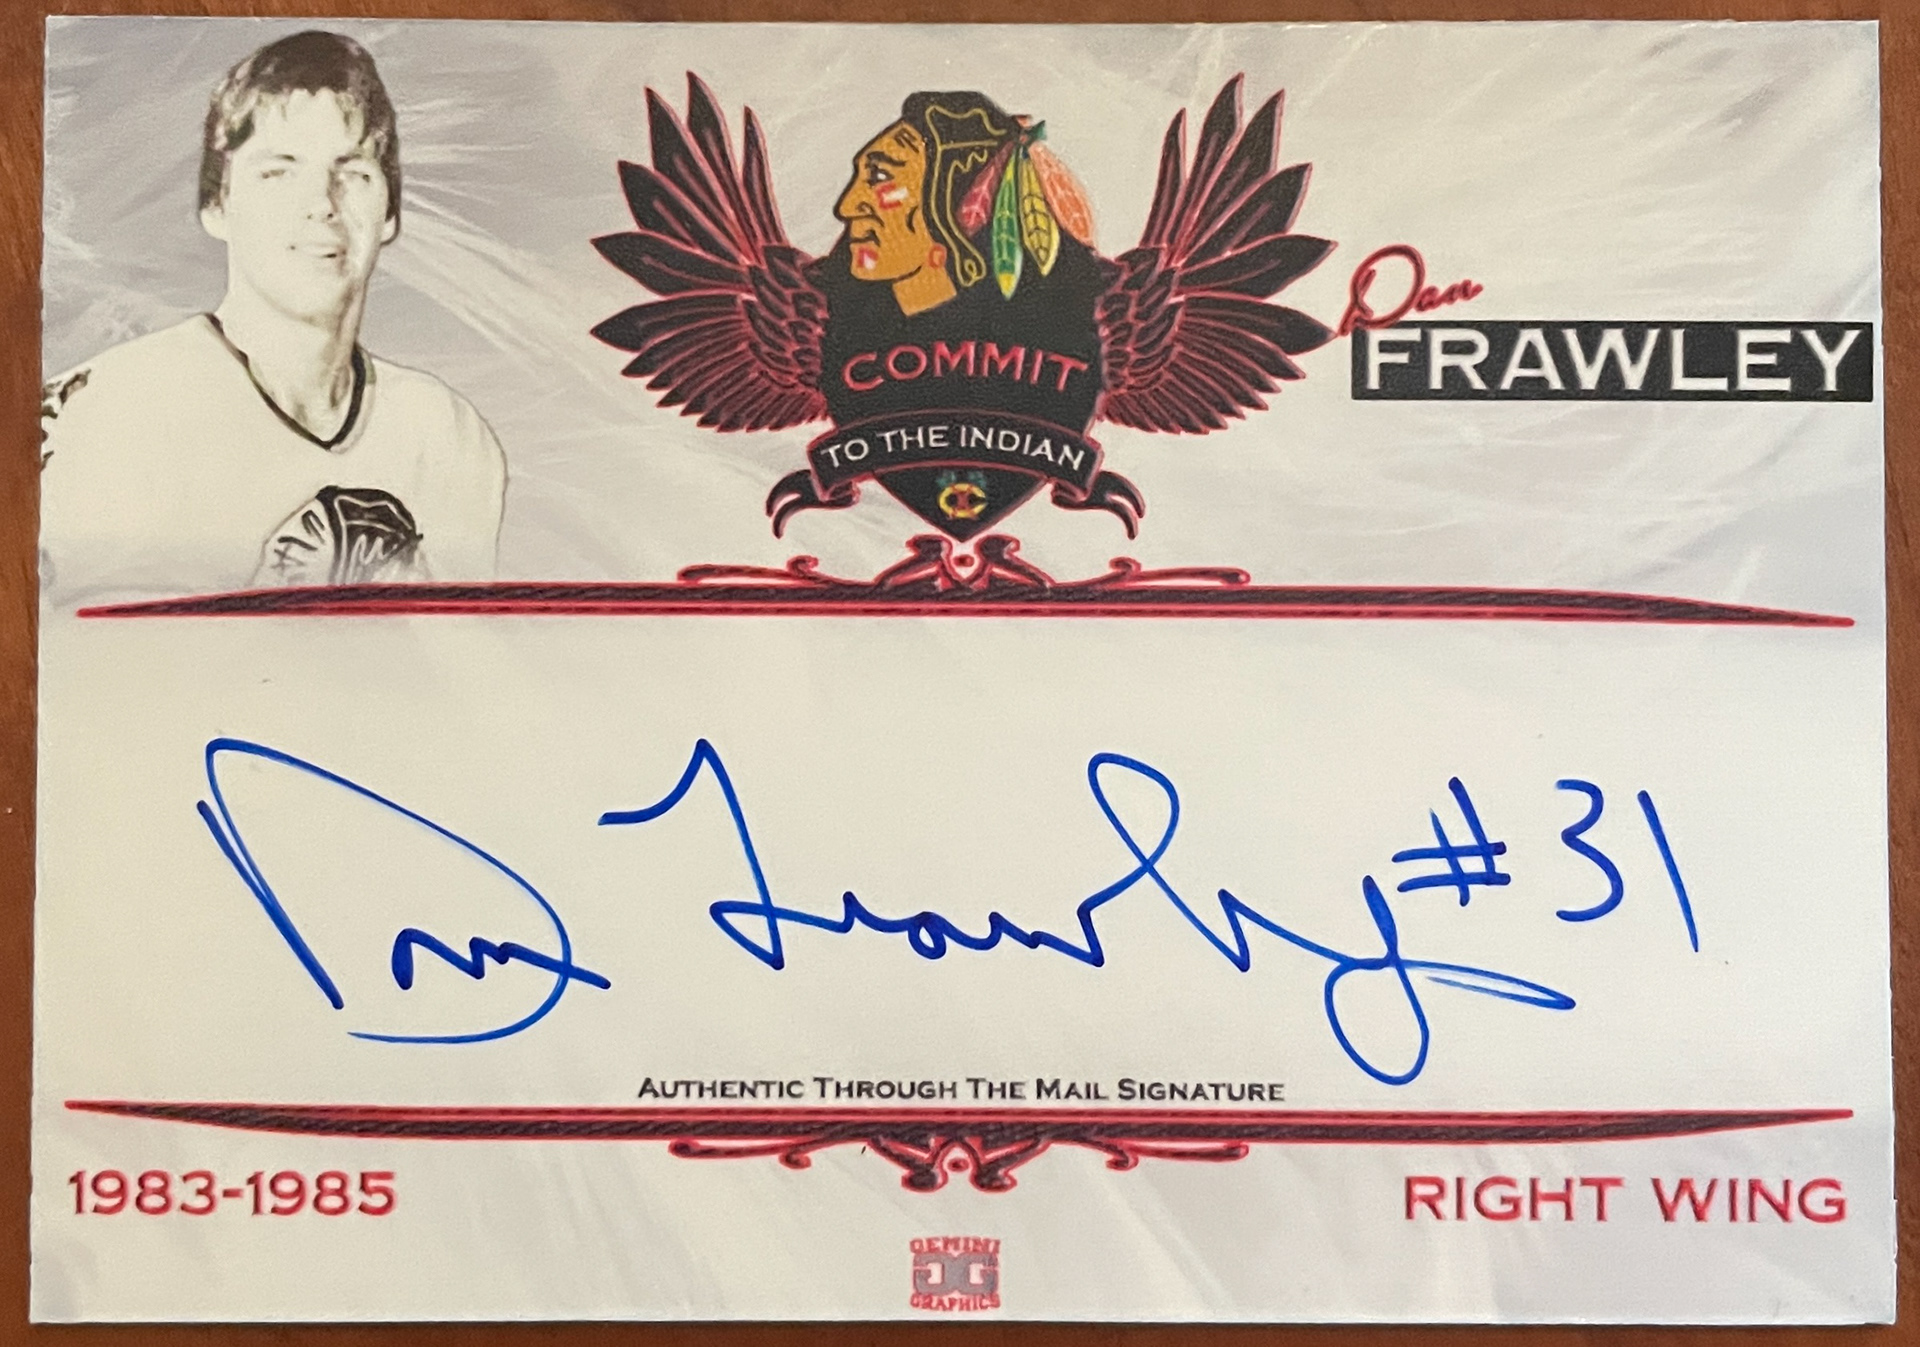 Dan
FRAWLEY
COMMIT
TO THE INDIAN
Dan Frawley #31
AUTHENTIC THROUGH THE MAIL SIGNATURE
1983-1985
RIGHT WING
GEMINI
GG
GRAPHICS